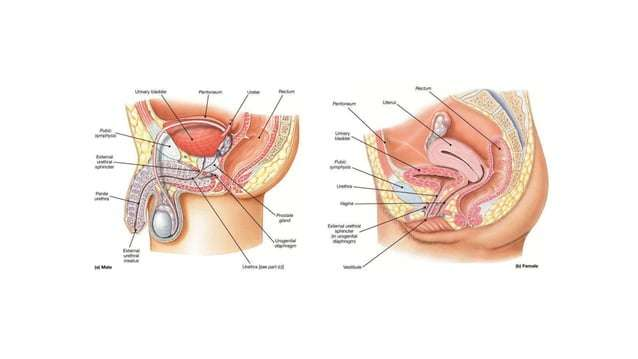 Urinary bladder
Peritoneum
Ureter
Rectum
Pubic
symphysis
External
urethral
sphincter
Penile
urethra
External
urethral
meatus
Prostate
gland
Urogenital
diaphragm
Urethra [see part (c)]
(a) Male
Rectum
Peritoneum
Uterus
Urinary
bladder
Pubic
symphysis
Urethra
Vagina
External urethral
sphincter
(in urogenital
diaphragm)
Vestibule
(b) Female